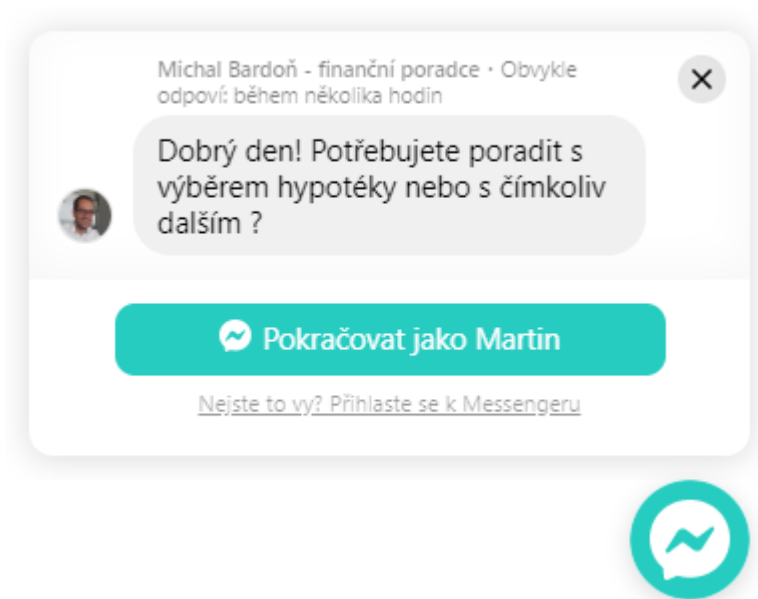 Michal Bardoň - finanční poradce · Obvykle
odpoví: během několika hodin
Dobrý den! Potřebujete poradit s
výběrem hypotéky nebo s čímkoliv
dalším ?
Pokračovat jako Martin
Nejste to vy? Přihlaste se k Messengeru